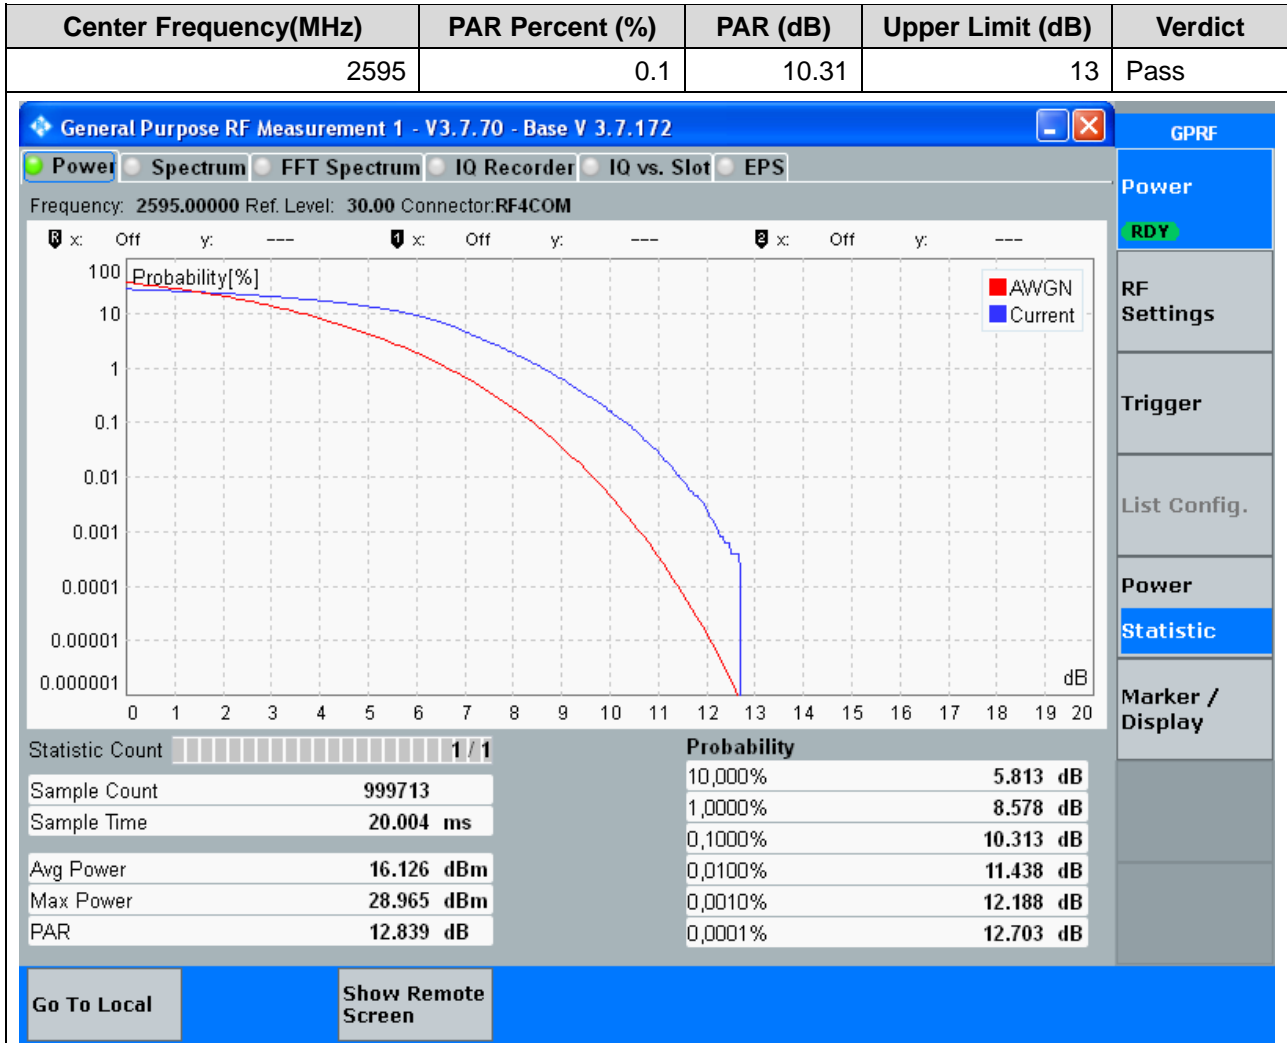 Center Frequency(MHz) PAR Percent (%) PAR (dB) Upper Limit (dB) Verdict
2595 0.1 10.31 13 Pass
General Purpose RF Measurement 1 - V3.7.70 - Base V 3.7.172
GPRF
Power Spectrum FFT Spectrum IQ Recorder IQ vs. Slot EPS
Power
RDY
Frequency: 2595.00000 Ref. Level: 30.00 Connector:RF4COM
R x: Off y: --- 1 x: Off y: --- 2 x: Off y: ---
Probability[%]
AWGN
Current
100
10
1
0.1
0.01
0.001
0.0001
0.00001
0.000001
dB
0 1 2 3 4 5 6 7 8 9 10 11 12 13 14 15 16 17 18 19 20
RF
Settings
Trigger
List Config.
Power
Statistic
Marker /
Display
Statistic Count 1 / 1
Sample Count 999713
Sample Time 20.004 ms
Avg Power 16.126 dBm
Max Power 28.965 dBm
PAR 12.839 dB
Probability
10,000% 5.813 dB
1,0000% 8.578 dB
0,1000% 10.313 dB
0,0100% 11.438 dB
0,0010% 12.188 dB
0,0001% 12.703 dB
Go To Local
Show Remote
Screen